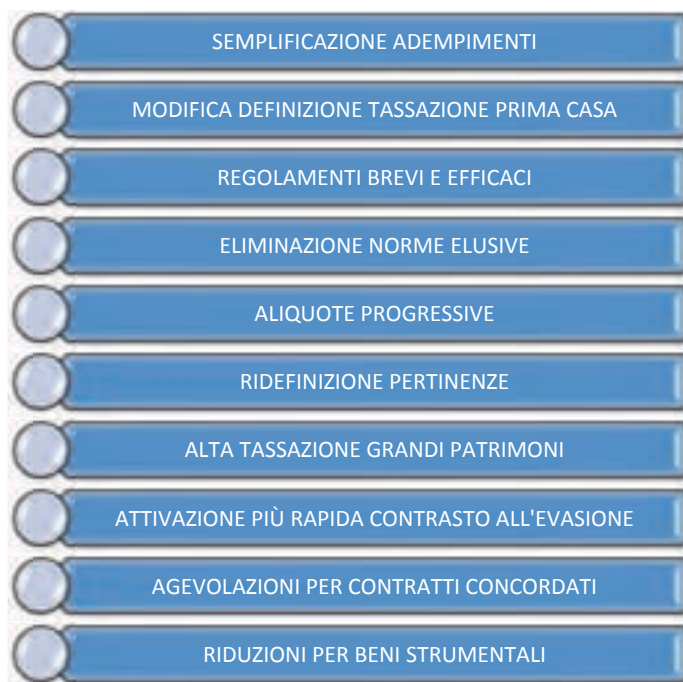 SEMPLIFICAZIONE ADEMPIMENTI
MODIFICA DEFINIZIONE TASSAZIONE PRIMA CASA
REGOLAMENTI BREVI E EFFICACI
ELIMINAZIONE NORME ELUSIVE
ALIQUOTE PROGRESSIVE
RIDEFINIZIONE PERTINENZE
ALTA TASSAZIONE GRANDI PATRIMONI
ATTIVAZIONE PIÙ RAPIDA CONTRASTO ALL'EVASIONE
AGEVOLAZIONI PER CONTRATTI CONCORDATI
RIDUZIONI PER BENI STRUMENTALI